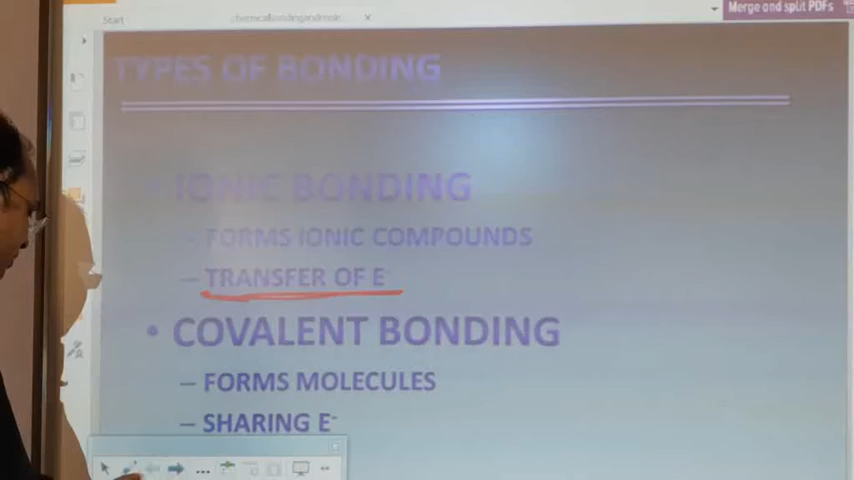 Start
chemicalbondingandmole...
Merge and split PDFs
TYPES OF BONDING
• IONIC BONDING
– FORMS IONIC COMPOUNDS
– TRANSFER OF E⁻
• COVALENT BONDING
– FORMS MOLECULES
– SHARING E⁻